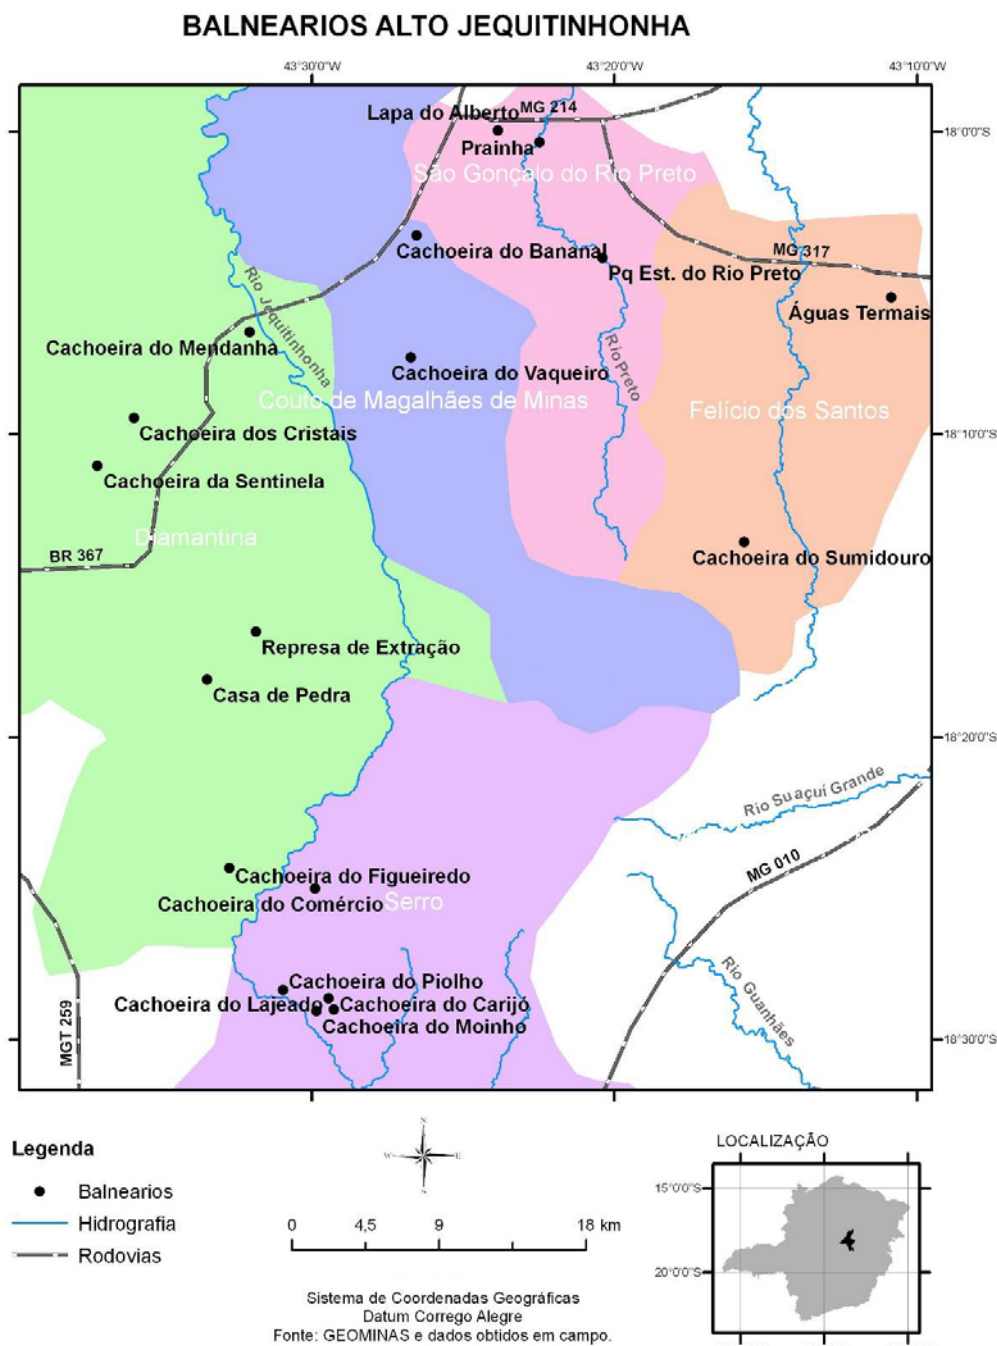 BALNEARIOS ALTO JEQUITINHONHA
43°30'0"W
43°20'0"W
43°10'0"W
Lapa do Alberto
MG 214
18°0'0"S
Prainha
São Gonçalo do Rio Preto
Cachoeira do Bananal
MG 317
Pq Est. do Rio Preto
Rio Jequitinhonha
Águas Termais
Cachoeira do Mendanha
Rio Preto
Cachoeira do Vaqueiro
Couto de Magalhães de Minas
Felício dos Santos
Cachoeira dos Cristais
18°10'0"S
Cachoeira da Sentinela
Diamantina
BR 367
Cachoeira do Sumidouro
Represa de Extração
Casa de Pedra
18°20'0"S
Rio Suaçui Grande
MG 010
Cachoeira do Figueiredo
Cachoeira do Comércio
Serro
Rio Guanhães
Cachoeira do Piolho
Cachoeira do Lajeado
Cachoeira do Carijó
Cachoeira do Moinho
MGT 259
18°30'0"S
Legenda
Balnearios
Hidrografia
Rodovias
N
W
E
S
0 4,5 9 18 km
Sistema de Coordenadas Geográficas
Datum Corrego Alegre
Fonte: GEOMINAS e dados obtidos em campo.
LOCALIZAÇÃO
15°0'0"S
20°0'0"S